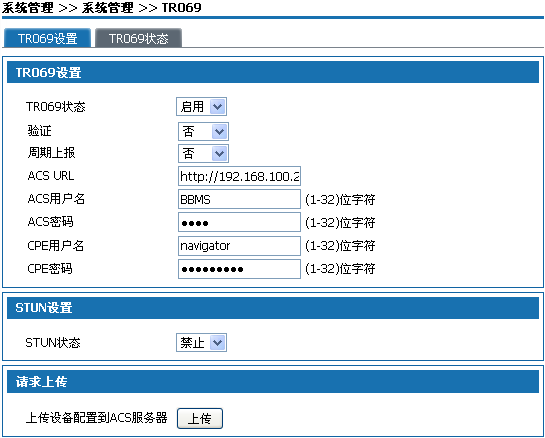 系统管理 >> 系统管理 >> TR069
TR069设置 TR069状态
TR069设置
TR069状态 启用
验证 否
周期上报 否
ACS URL http://192.168.100.2
ACS用户名 BBMS (1-32)位字符
ACS密码 ●●●● (1-32)位字符
CPE用户名 navigator (1-32)位字符
CPE密码 ●●●●●●●●● (1-32)位字符
STUN设置
STUN状态 禁止
请求上传
上传设备配置到ACS服务器 上传